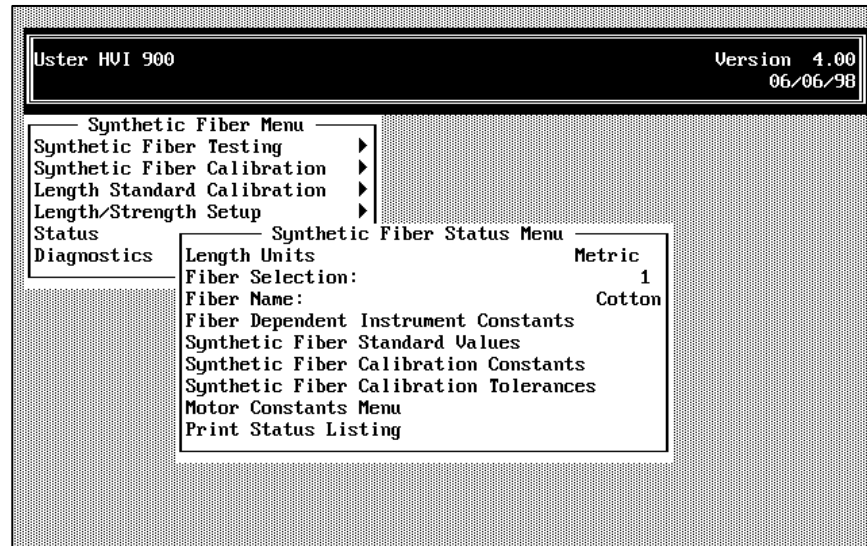 Uster HVI 900 Version 4.00
06/06/98
Synthetic Fiber Menu
Synthetic Fiber Testing
Synthetic Fiber Calibration
Length Standard Calibration
Length/Strength Setup
Status
Diagnostics
Synthetic Fiber Status Menu
Length Units Metric
Fiber Selection: 1
Fiber Name: Cotton
Fiber Dependent Instrument Constants
Synthetic Fiber Standard Values
Synthetic Fiber Calibration Constants
Synthetic Fiber Calibration Tolerances
Motor Constants Menu
Print Status Listing